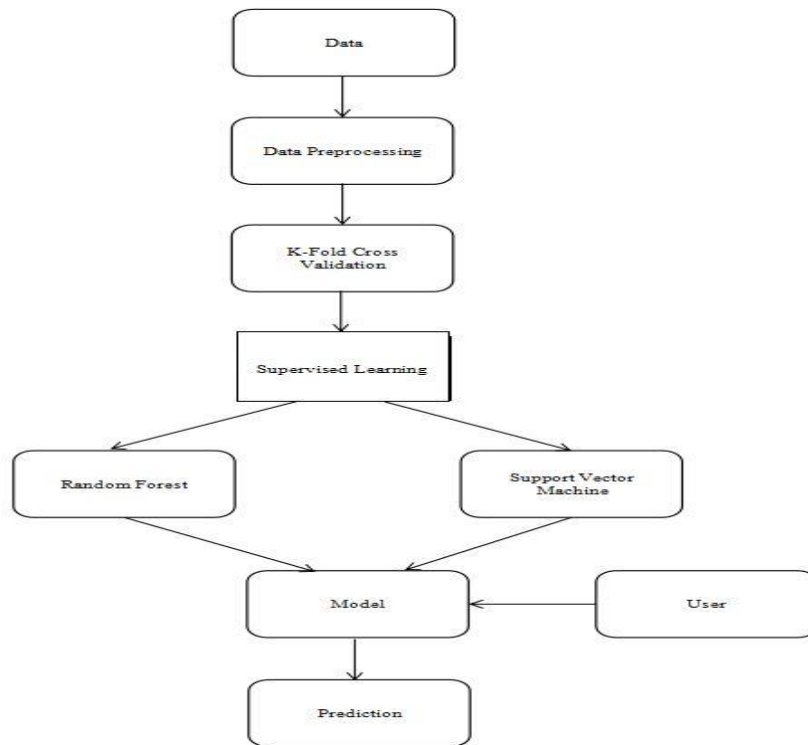 Data
Data Preprocessing
K-Fold Cross
Validation
Supervised Learning
Random Forest
Support Vector
Machine
Model
User
Prediction